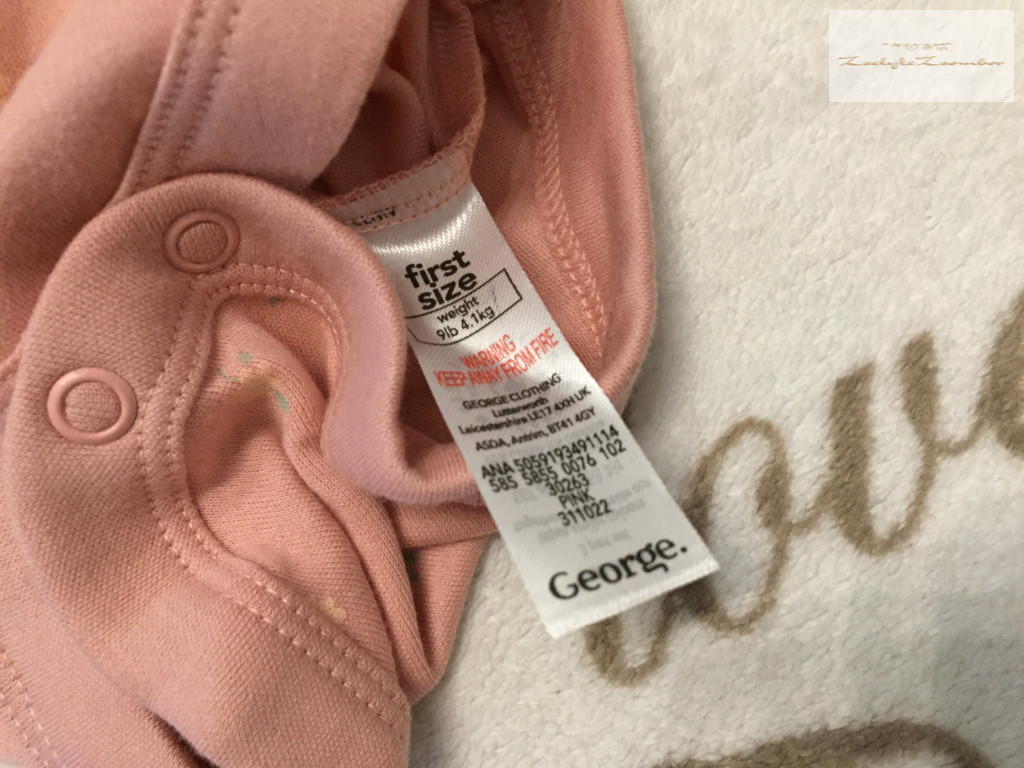 first
size
weight
9lb 4.1kg
WARNING
KEEP AWAY FROM FIRE
GEORGE CLOTHING
Lutterworth
Leicestershire LE17 4XH UK
ASDA, Antrim, BT41 4GY
ANA 5059193491114
585 5855 0076 102
30263
PINK
311022
George.